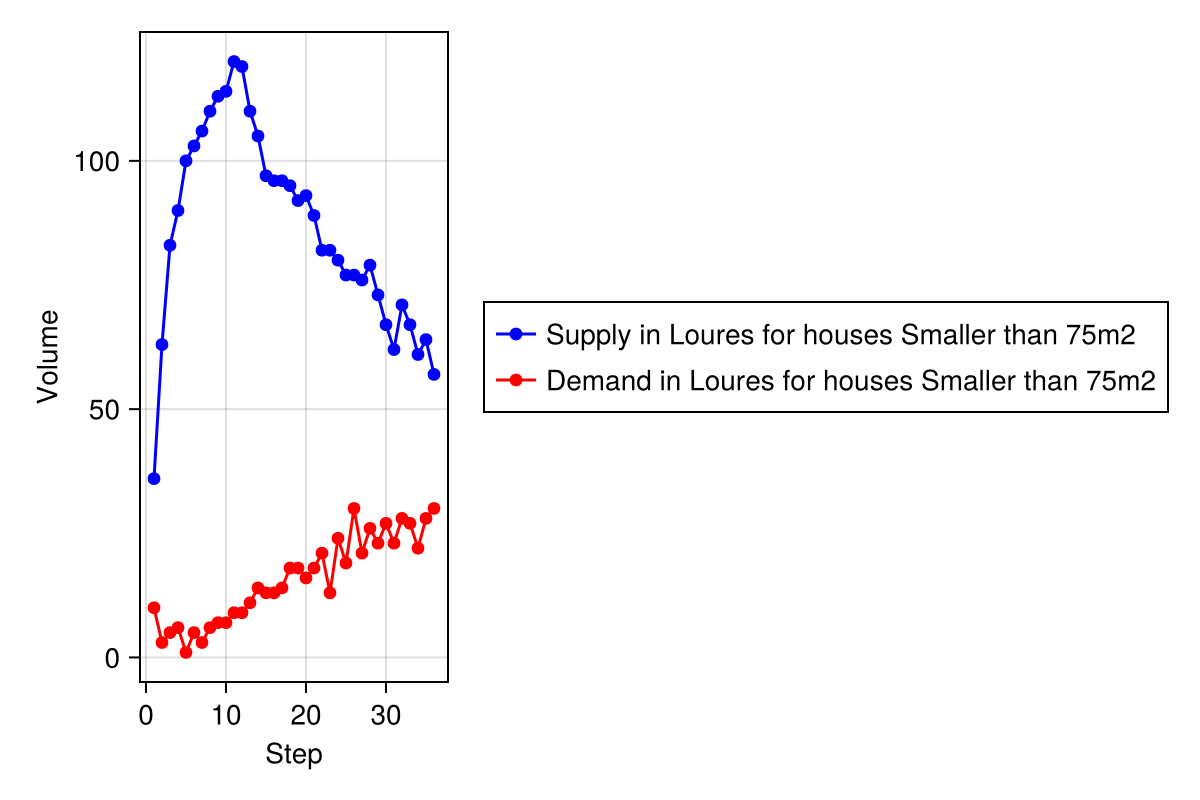 Volume
100
50
0
0 10 20 30
Step
Supply in Loures for houses Smaller than 75m2
Demand in Loures for houses Smaller than 75m2